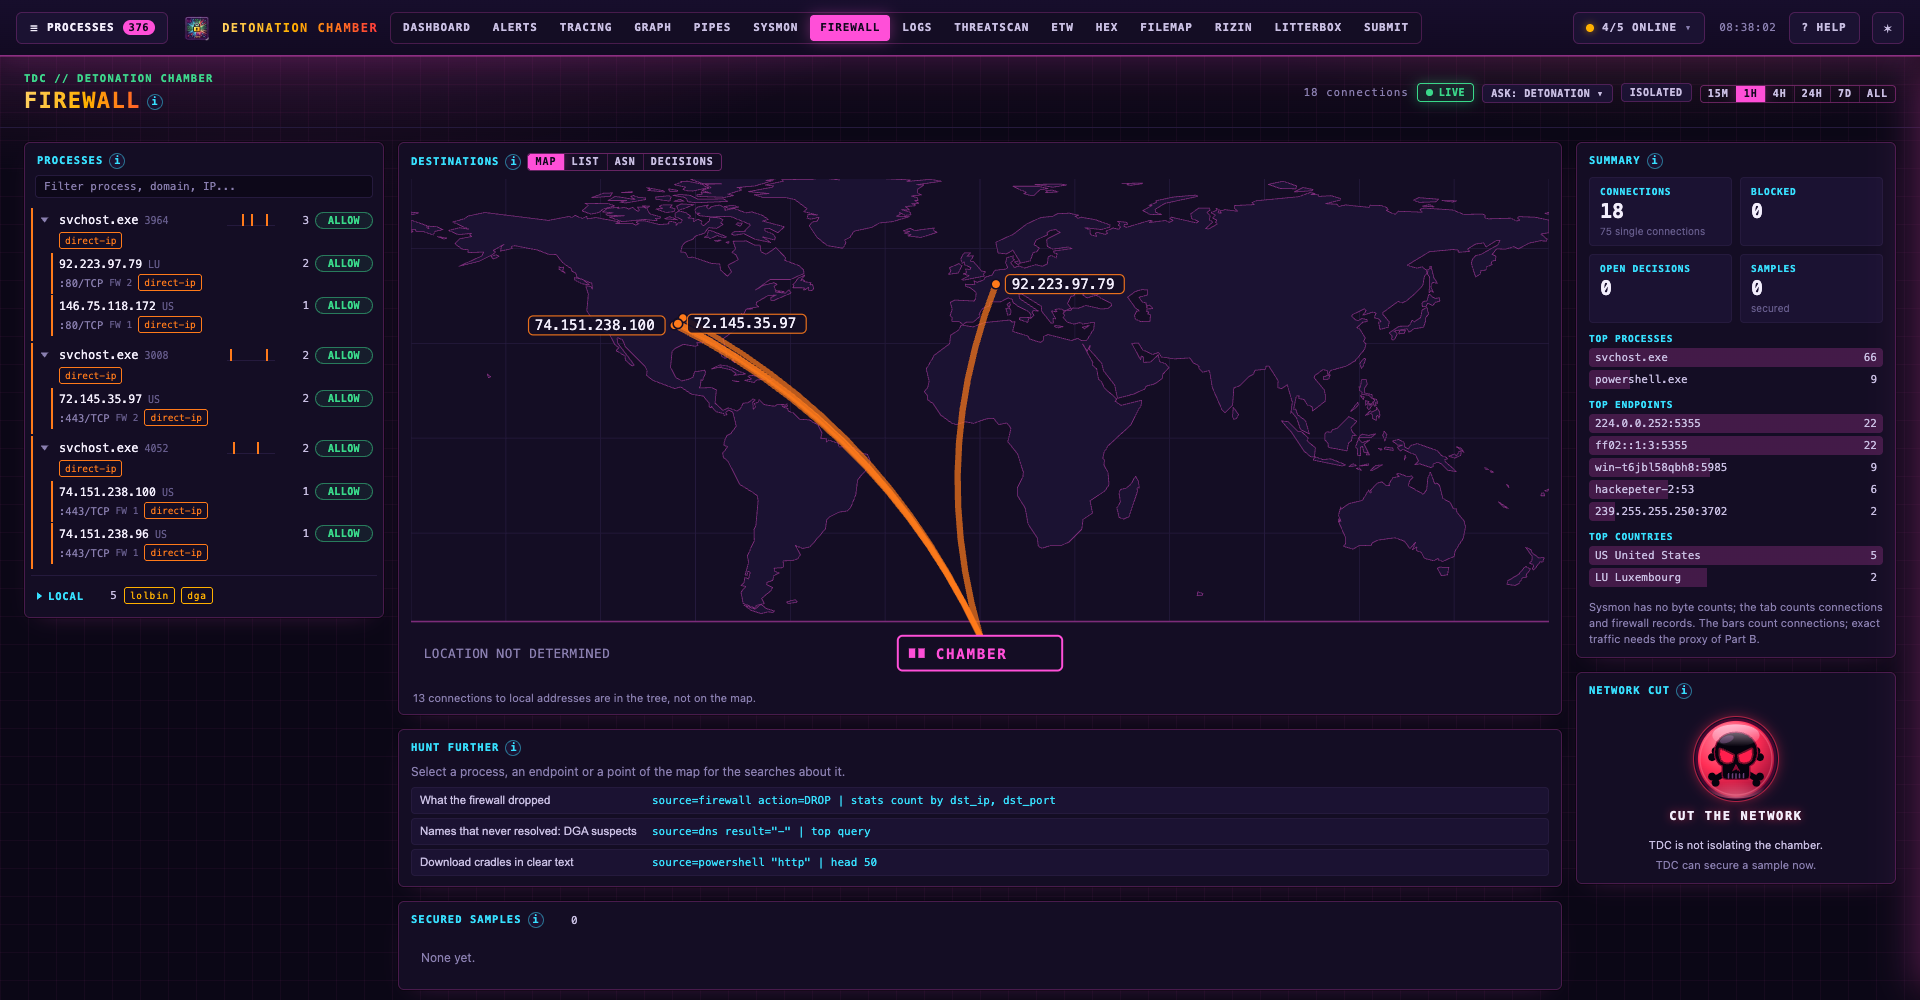 ≡ PROCESSES 376
DETONATION CHAMBER
DASHBOARD ALERTS TRACING GRAPH PIPES SYSMON FIREWALL LOGS THREATSCAN ETW HEX FILEMAP RIZIN LITTERBOX SUBMIT
4/5 ONLINE ▾
08:38:02
? HELP
TDC // DETONATION CHAMBER
FIREWALL i
18 connections
LIVE
ASK: DETONATION ▾
ISOLATED
15M 1H 4H 24H 7D ALL
PROCESSES i
Filter process, domain, IP...
svchost.exe 3964 3 ALLOW
direct-ip
92.223.97.79 LU 2 ALLOW
:80/TCP FW 2 direct-ip
146.75.118.172 US 1 ALLOW
:80/TCP FW 1 direct-ip
svchost.exe 3008 2 ALLOW
direct-ip
72.145.35.97 US 2 ALLOW
:443/TCP FW 2 direct-ip
svchost.exe 4052 2 ALLOW
direct-ip
74.151.238.100 US 1 ALLOW
:443/TCP FW 1 direct-ip
74.151.238.96 US 1 ALLOW
:443/TCP FW 1 direct-ip
LOCAL 5 lolbin dga
DESTINATIONS i MAP LIST ASN DECISIONS
92.223.97.79
74.151.238.100
72.145.35.97
LOCATION NOT DETERMINED
CHAMBER
13 connections to local addresses are in the tree, not on the map.
HUNT FURTHER i
Select a process, an endpoint or a point of the map for the searches about it.
What the firewall dropped source=firewall action=DROP | stats count by dst_ip, dst_port
Names that never resolved: DGA suspects source=dns result="-" | top query
Download cradles in clear text source=powershell "http" | head 50
SECURED SAMPLES i 0
None yet.
SUMMARY i
CONNECTIONS
18
75 single connections
BLOCKED
0
OPEN DECISIONS
0
SAMPLES
0
secured
TOP PROCESSES
svchost.exe 66
powershell.exe 9
TOP ENDPOINTS
224.0.0.252:5355 22
ff02::1:3:5355 22
win-t6jbl58qbh8:5985 9
hackepeter-2:53 6
239.255.255.250:3702 2
TOP COUNTRIES
US United States 5
LU Luxembourg 2
Sysmon has no byte counts; the tab counts connections
and firewall records. The bars count connections; exact
traffic needs the proxy of Part B.
NETWORK CUT i
CUT THE NETWORK
TDC is not isolating the chamber.
TDC can secure a sample now.